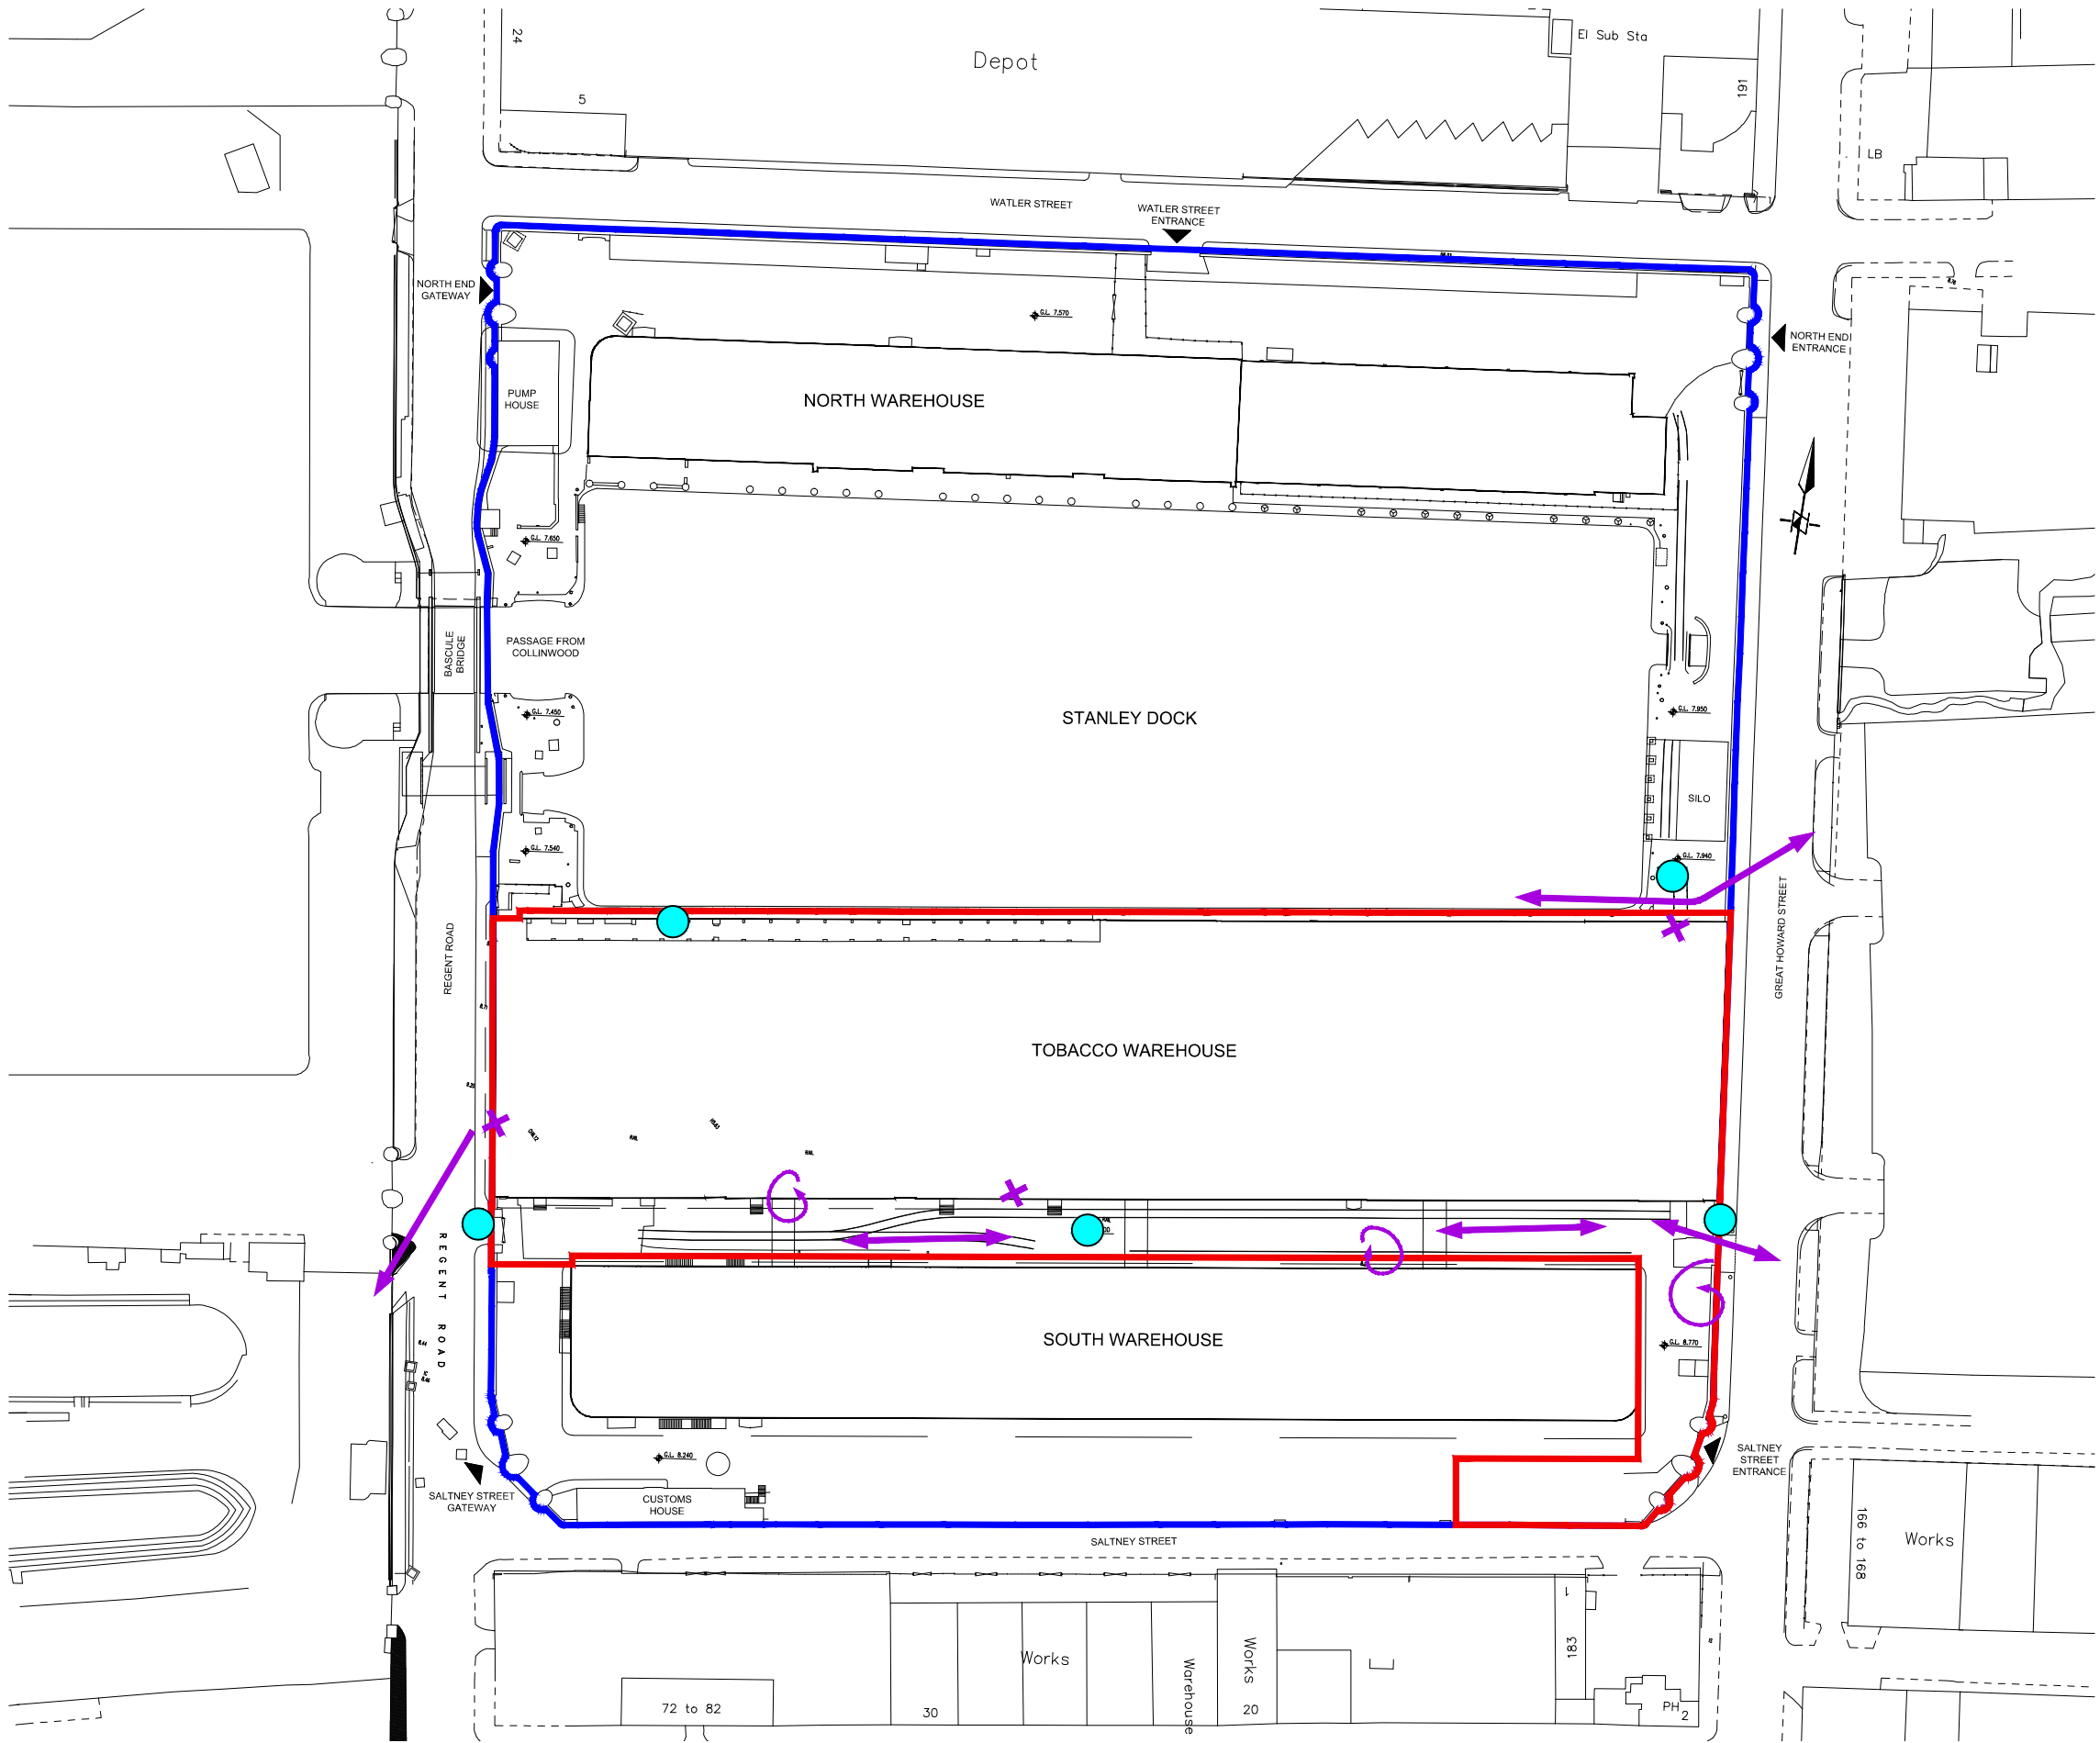 24
Depot
El Sub Sta
5
191
LB
WATLER STREET
WATLER STREET
ENTRANCE
NORTH END
GATEWAY
G.L. 7.570
NORTH END
ENTRANCE
PUMP
HOUSE
NORTH WAREHOUSE
G.L. 7.650
BASCULE
BRIDGE
PASSAGE FROM
COLLINWOOD
G.L. 7.450
STANLEY DOCK
G.L. 7.950
SILO
G.L. 7.540
G.L. 7.940
REGENT ROAD
GREAT HOWARD STREET
TOBACCO WAREHOUSE
REGENT ROAD
SOUTH WAREHOUSE
G.L. 8.770
G.L. 8.240
SALTNEY
STREET
ENTRANCE
SALTNEY STREET
GATEWAY
CUSTOMS
HOUSE
SALTNEY STREET
166 to 168
Works
Works
Warehouse
Works
20
183
72 to 82
30
PH
2